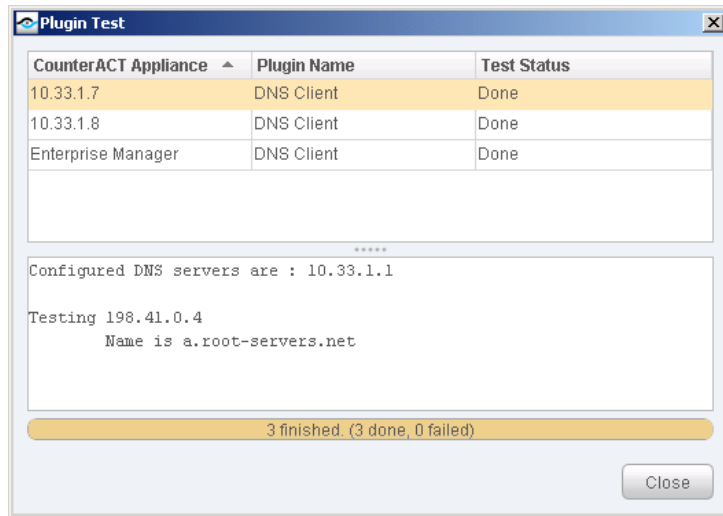 Plugin Test
CounterACT Appliance Plugin Name Test Status
10.33.1.7 DNS Client Done
10.33.1.8 DNS Client Done
Enterprise Manager DNS Client Done
Configured DNS servers are : 10.33.1.1
Testing 198.41.0.4
Name is a.root-servers.net
3 finished. (3 done, 0 failed)
Close